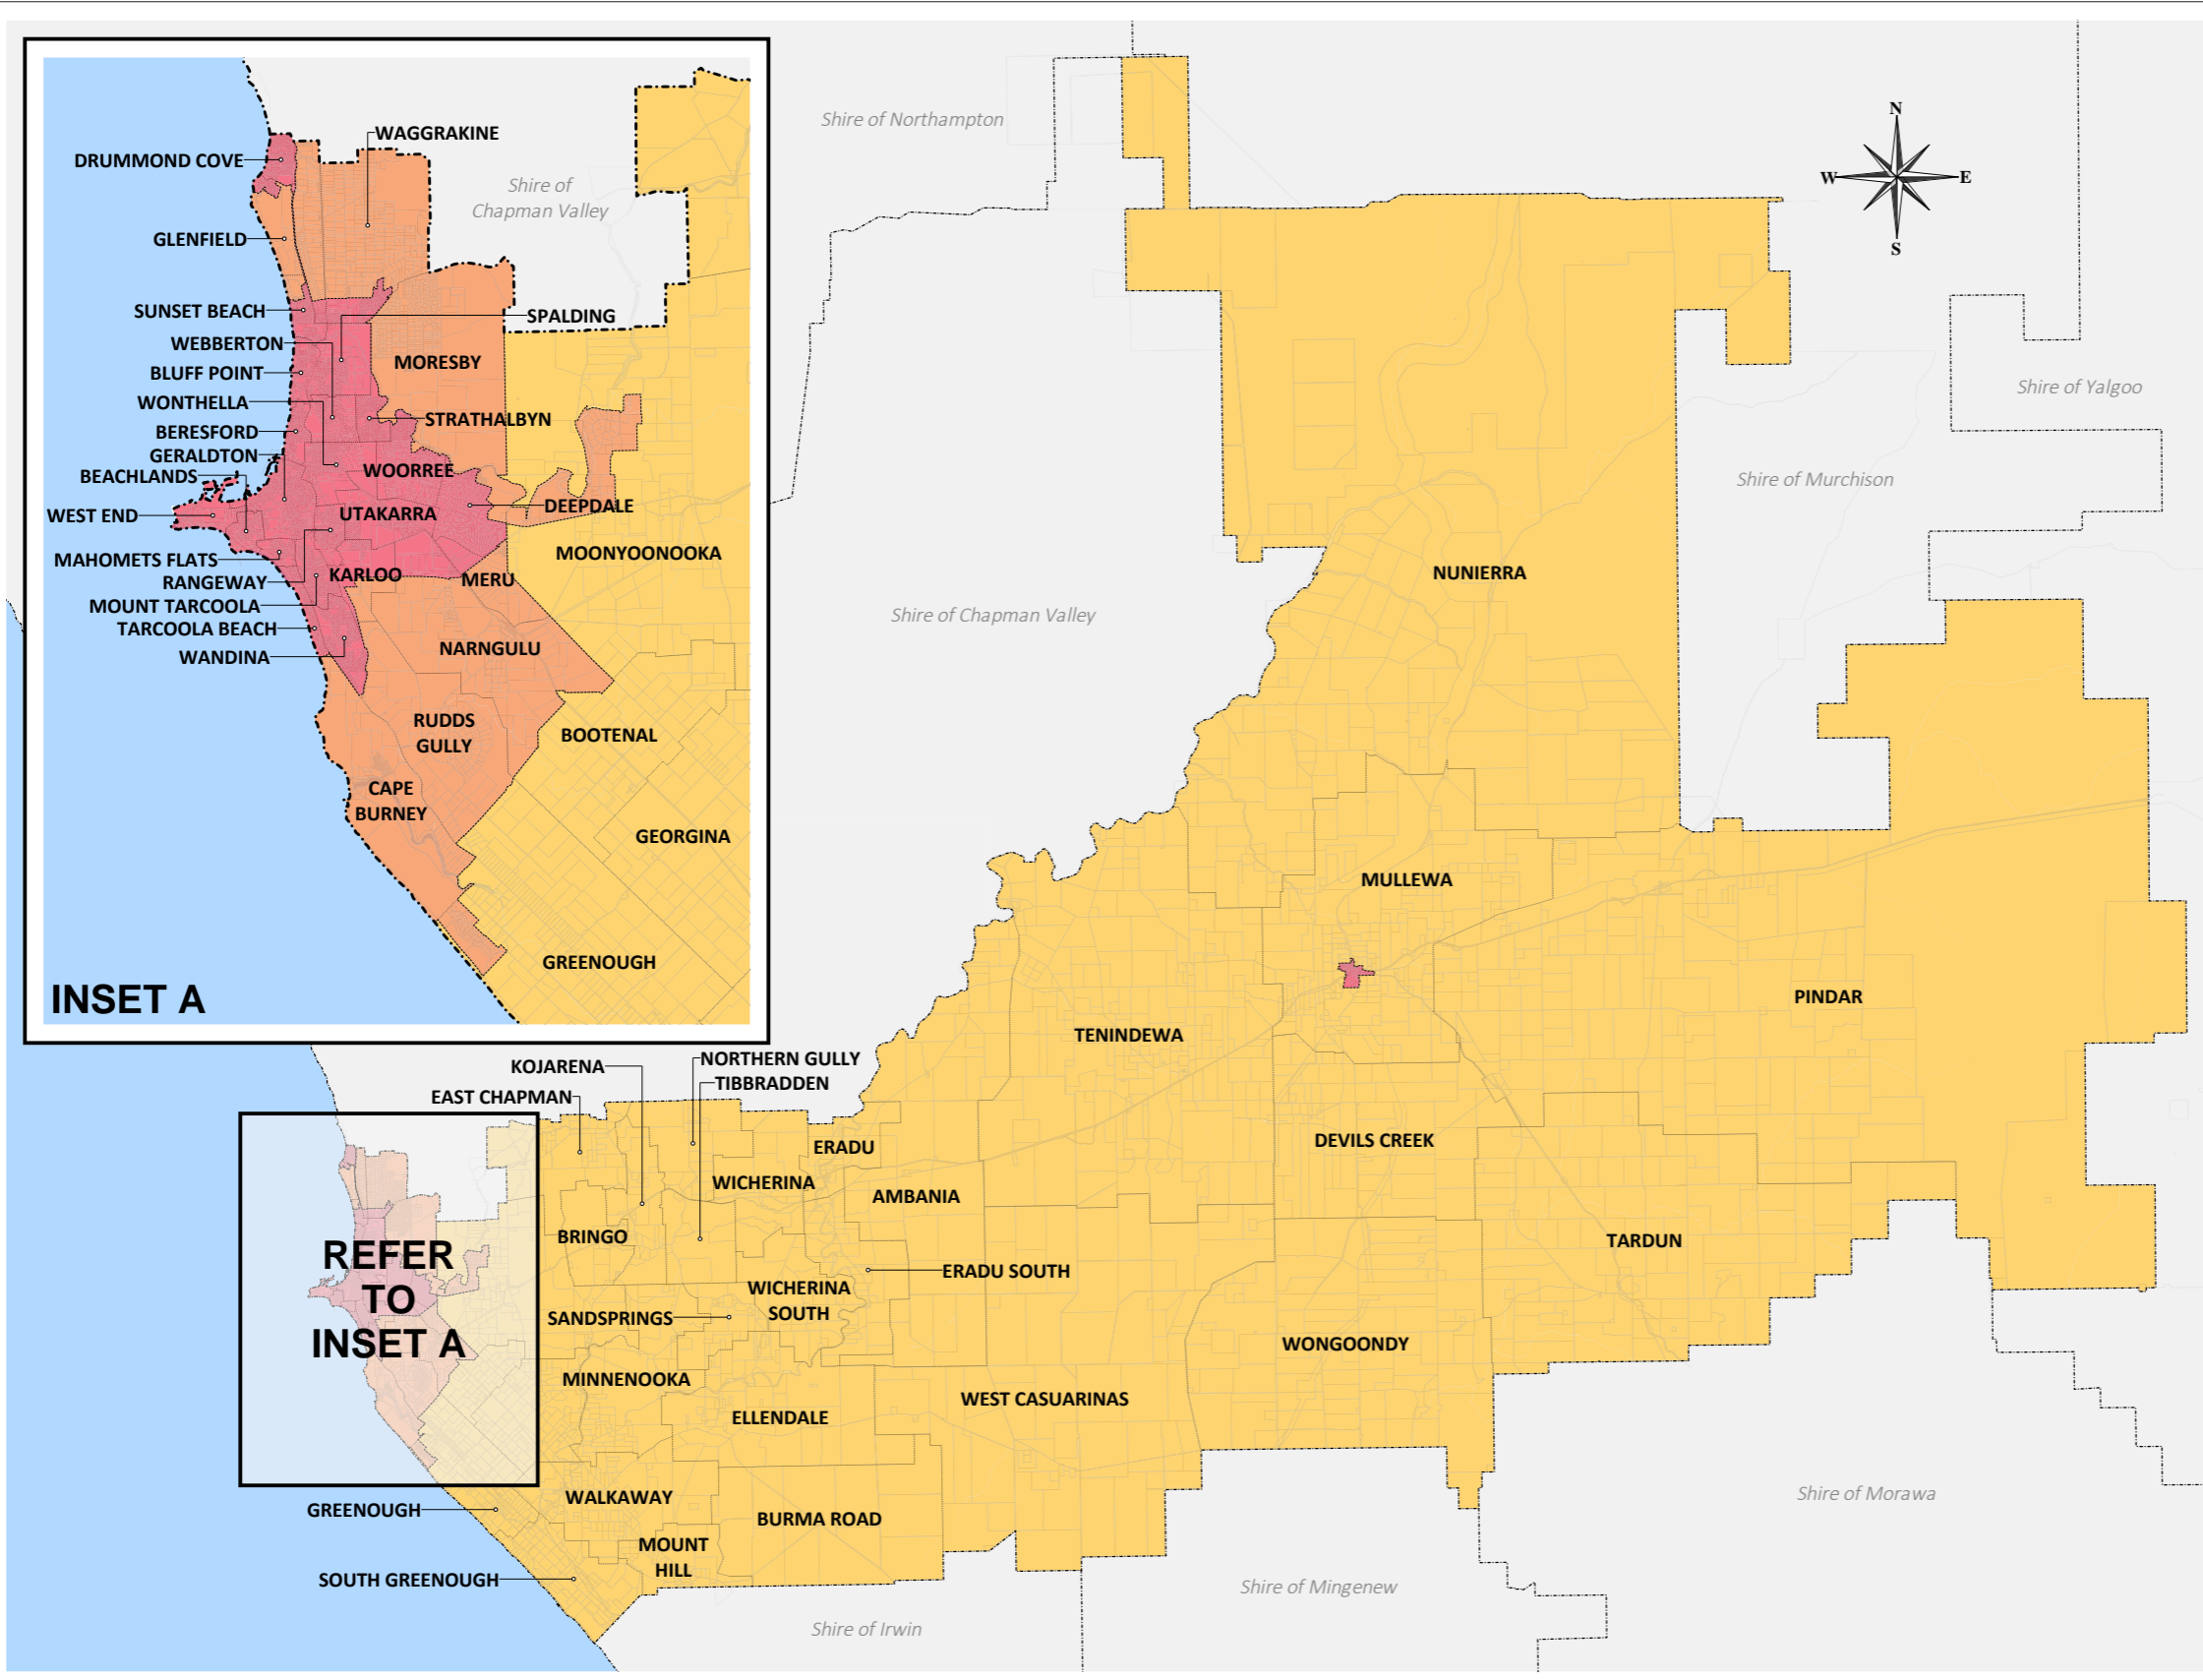 WAGGRAKINE
DRUMMOND COVE
Shire of
Chapman Valley
GLENFIELD
SUNSET BEACH
SPALDING
WEBBERTON
MORESBY
BLUFF POINT
WONTHELLA
STRATHALBYN
BERESFORD
GERALDTON
WOORREE
BEACHLANDS
DEEPDALE
WEST END
UTAKARRA
MOONYOONOOKA
MAHOMETS FLATS
KARLOO
MERU
RANGEWAY
MOUNT TARCOOLA
TARCOOLA BEACH
NARNGULU
WANDINA
RUDDS
GULLY
BOOTENAL
CAPE
BURNEY
GEORGINA
GREENOUGH
INSET A
Shire of Northampton
N
W
E
S
Shire of Yalgoo
Shire of Murchison
NUNIERRA
Shire of Chapman Valley
MULLEWA
PINDAR
TENINDEWA
KOJARENA
NORTHERN GULLY
TIBBRADDEN
EAST CHAPMAN
ERADU
DEVILS CREEK
WICHERINA
AMBANIA
BRINGO
TARDUN
REFER
TO
INSET A
ERADU SOUTH
WICHERINA
SOUTH
SANDSPRINGS
WONGOONDY
MINNENOOKA
WEST CASUARINAS
ELLENDALE
WALKAWAY
Shire of Morawa
GREENOUGH
BURMA ROAD
MOUNT
HILL
SOUTH GREENOUGH
Shire of Mingenew
Shire of Irwin